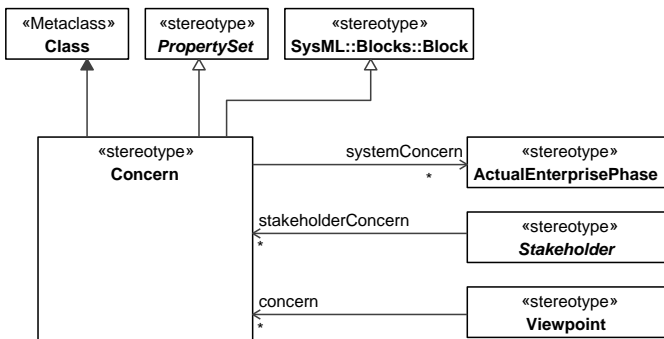 «Metaclass»
Class
«stereotype»
PropertySet
«stereotype»
SysML::Blocks::Block
«stereotype»
Concern
systemConcern
*
«stereotype»
ActualEnterprisePhase
stakeholderConcern
*
«stereotype»
Stakeholder
concern
*
«stereotype»
Viewpoint